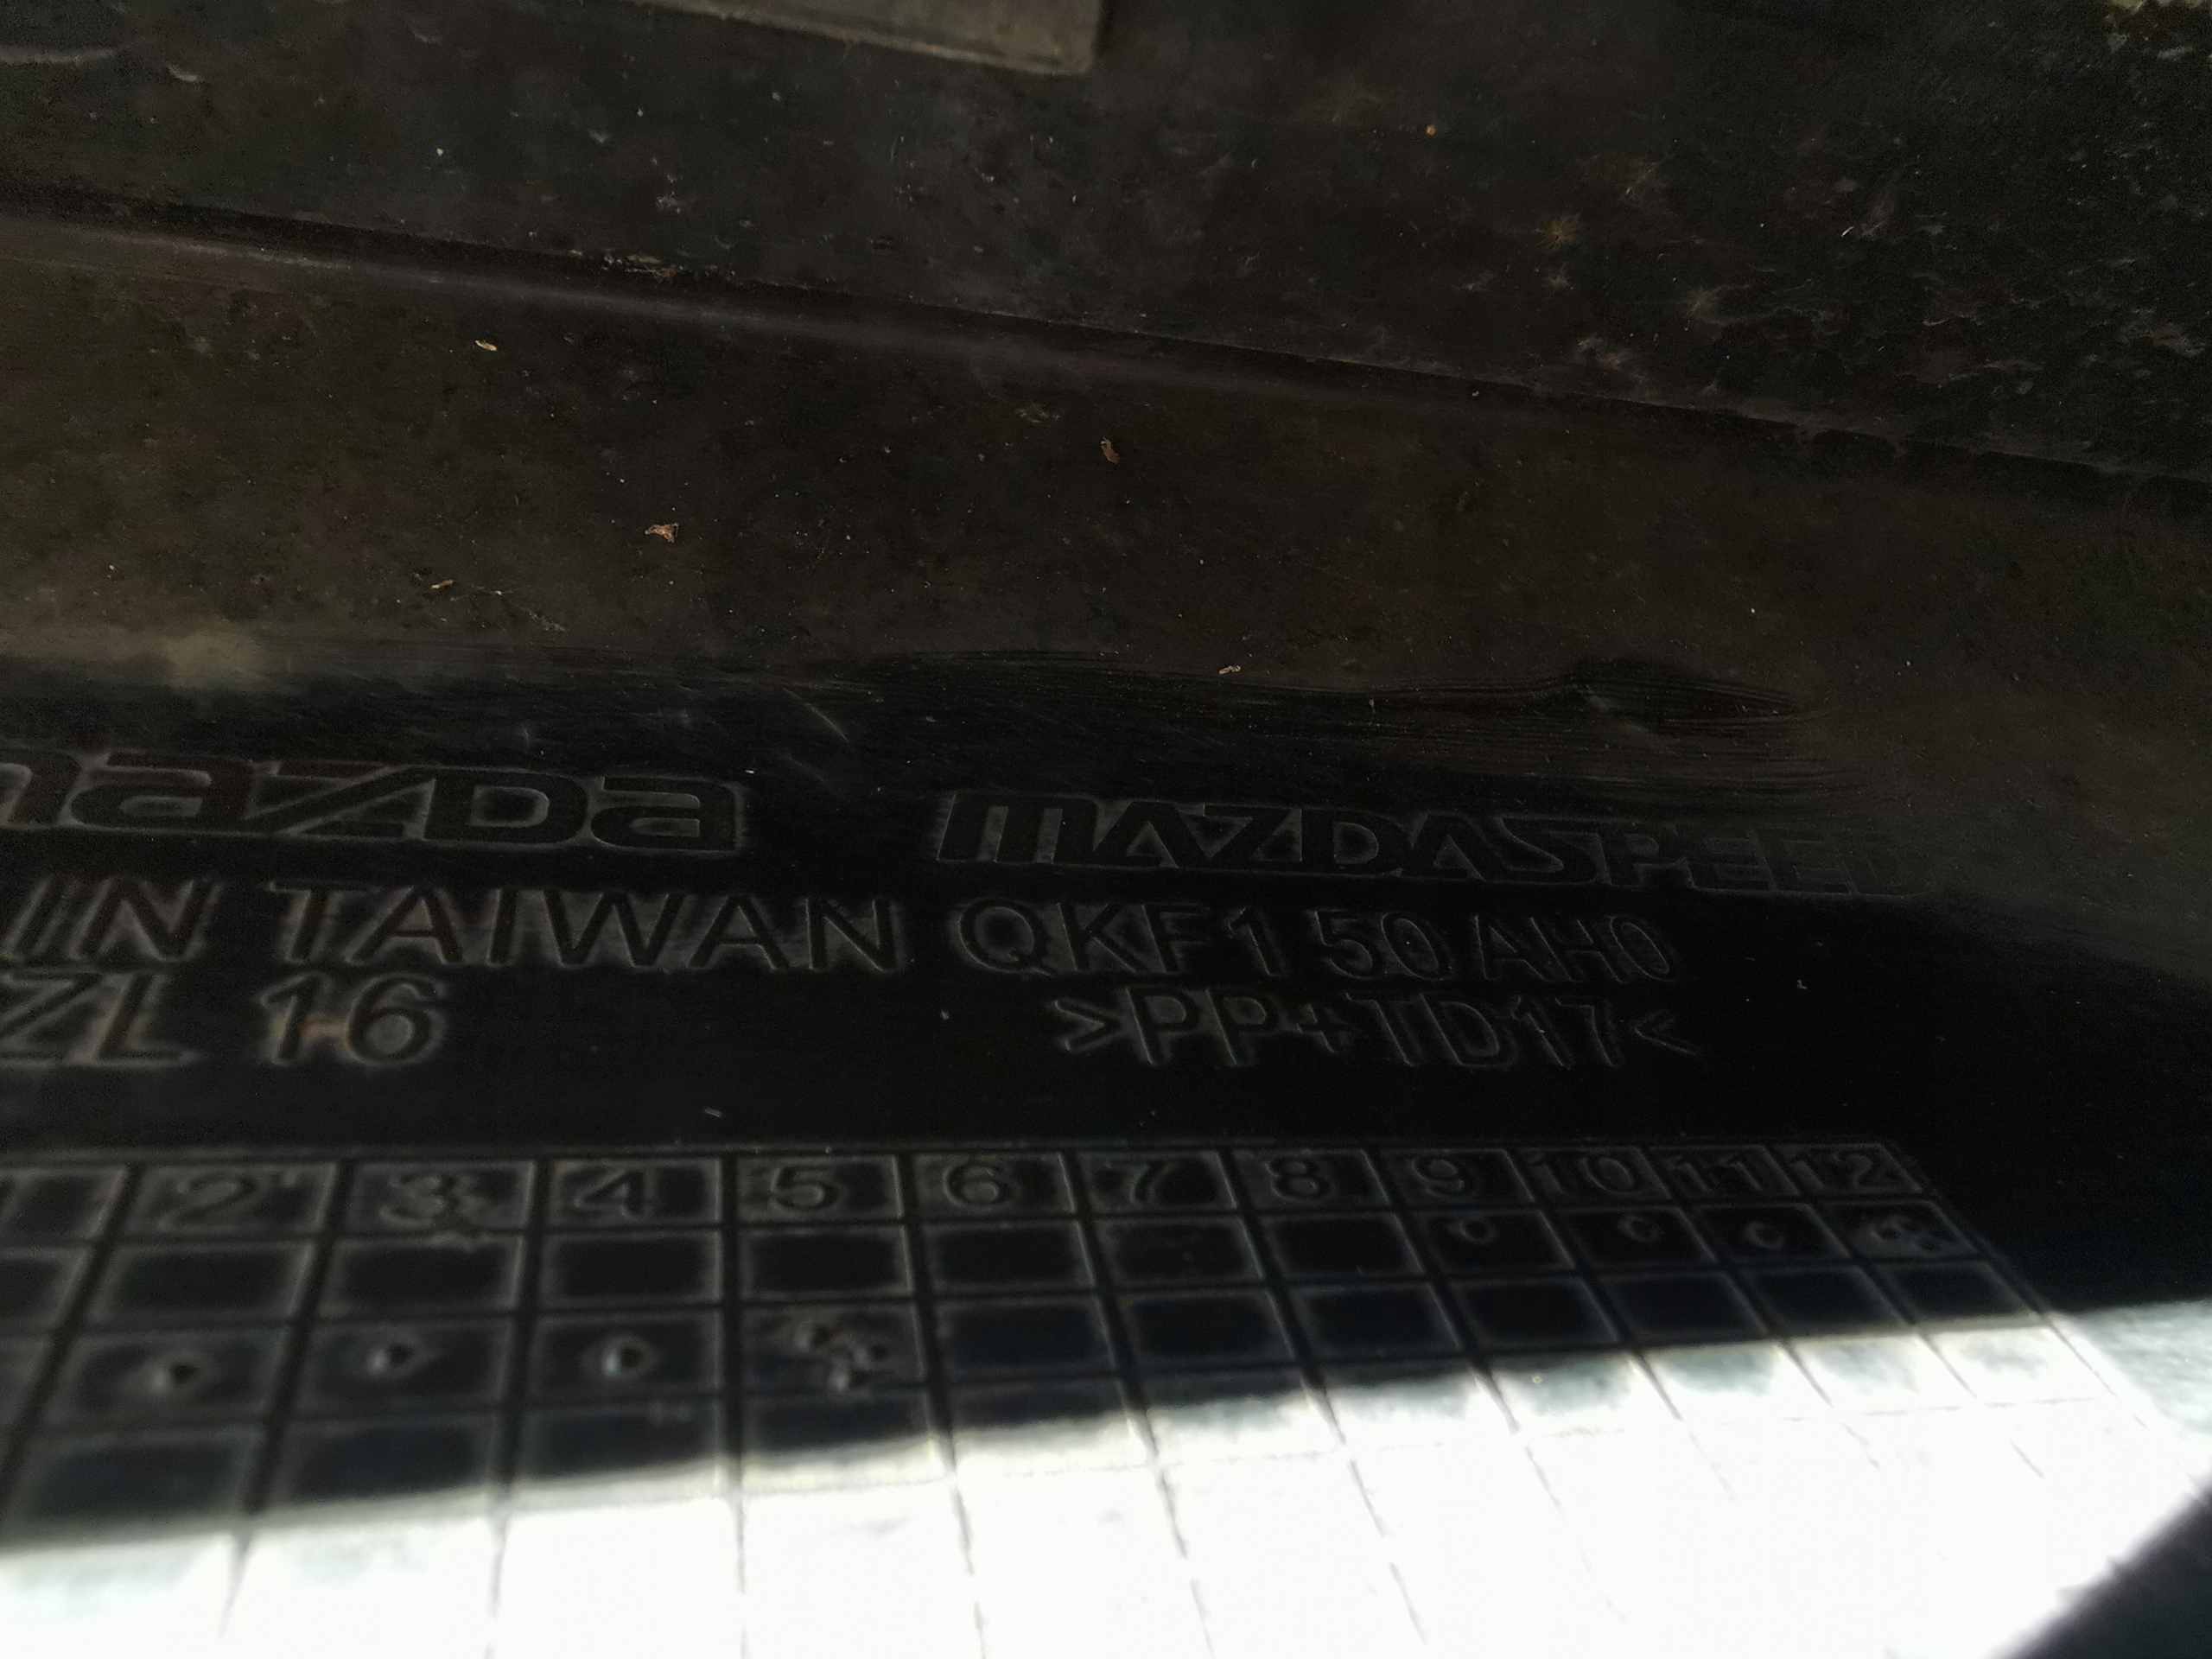 mazda MAZDASPEED
IN TAIWAN QKF1 50 AH0
ZL 16 >PP+TD17<
2 3 4 5 6 7 8 9 10 11 12